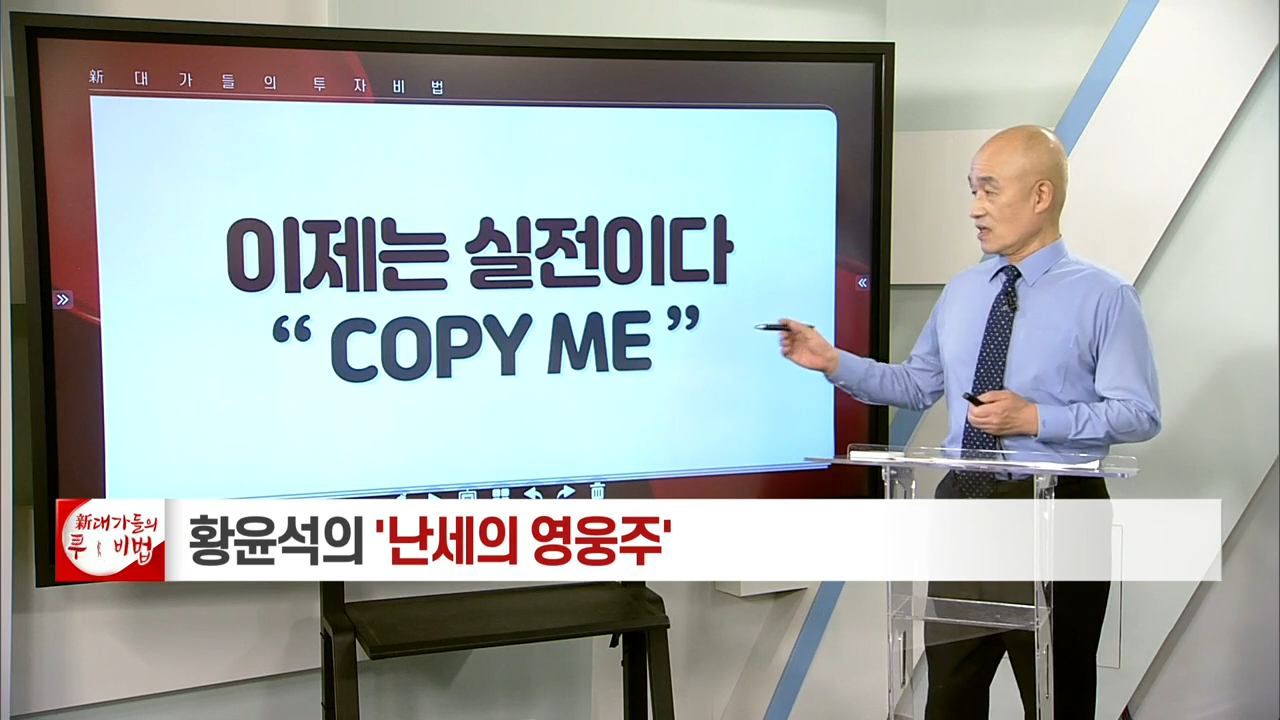 新 대 가 들 의 투 자 비 법
이제는 실전이다
“ COPY ME ”
新대가들의
투 비법
황윤석의 '난세의 영웅주'